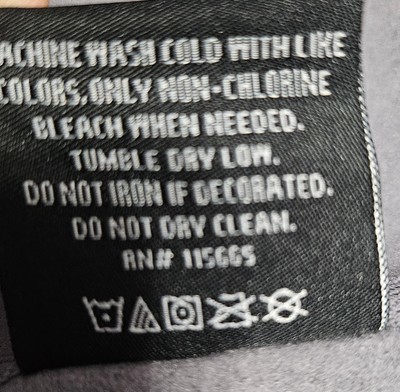 MACHINE WASH COLD WITH LIKE
COLORS, ONLY NON-CHLORINE
BLEACH WHEN NEEDED.
TUMBLE DRY LOW.
DO NOT IRON IF DECORATED.
DO NOT DRY CLEAN.
RN# 115665